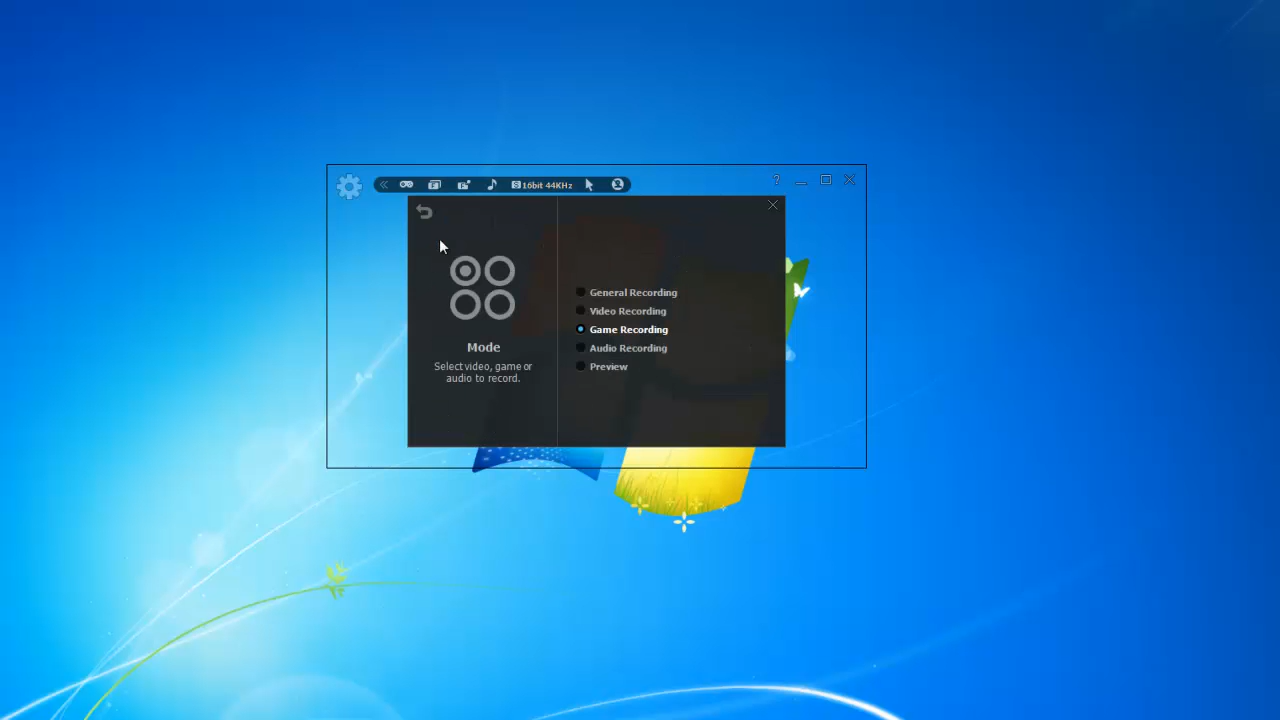 ? 
16bit 44KHz
General Recording
Video Recording
Game Recording
Audio Recording
Preview
Mode
Select video, game or
audio to record.